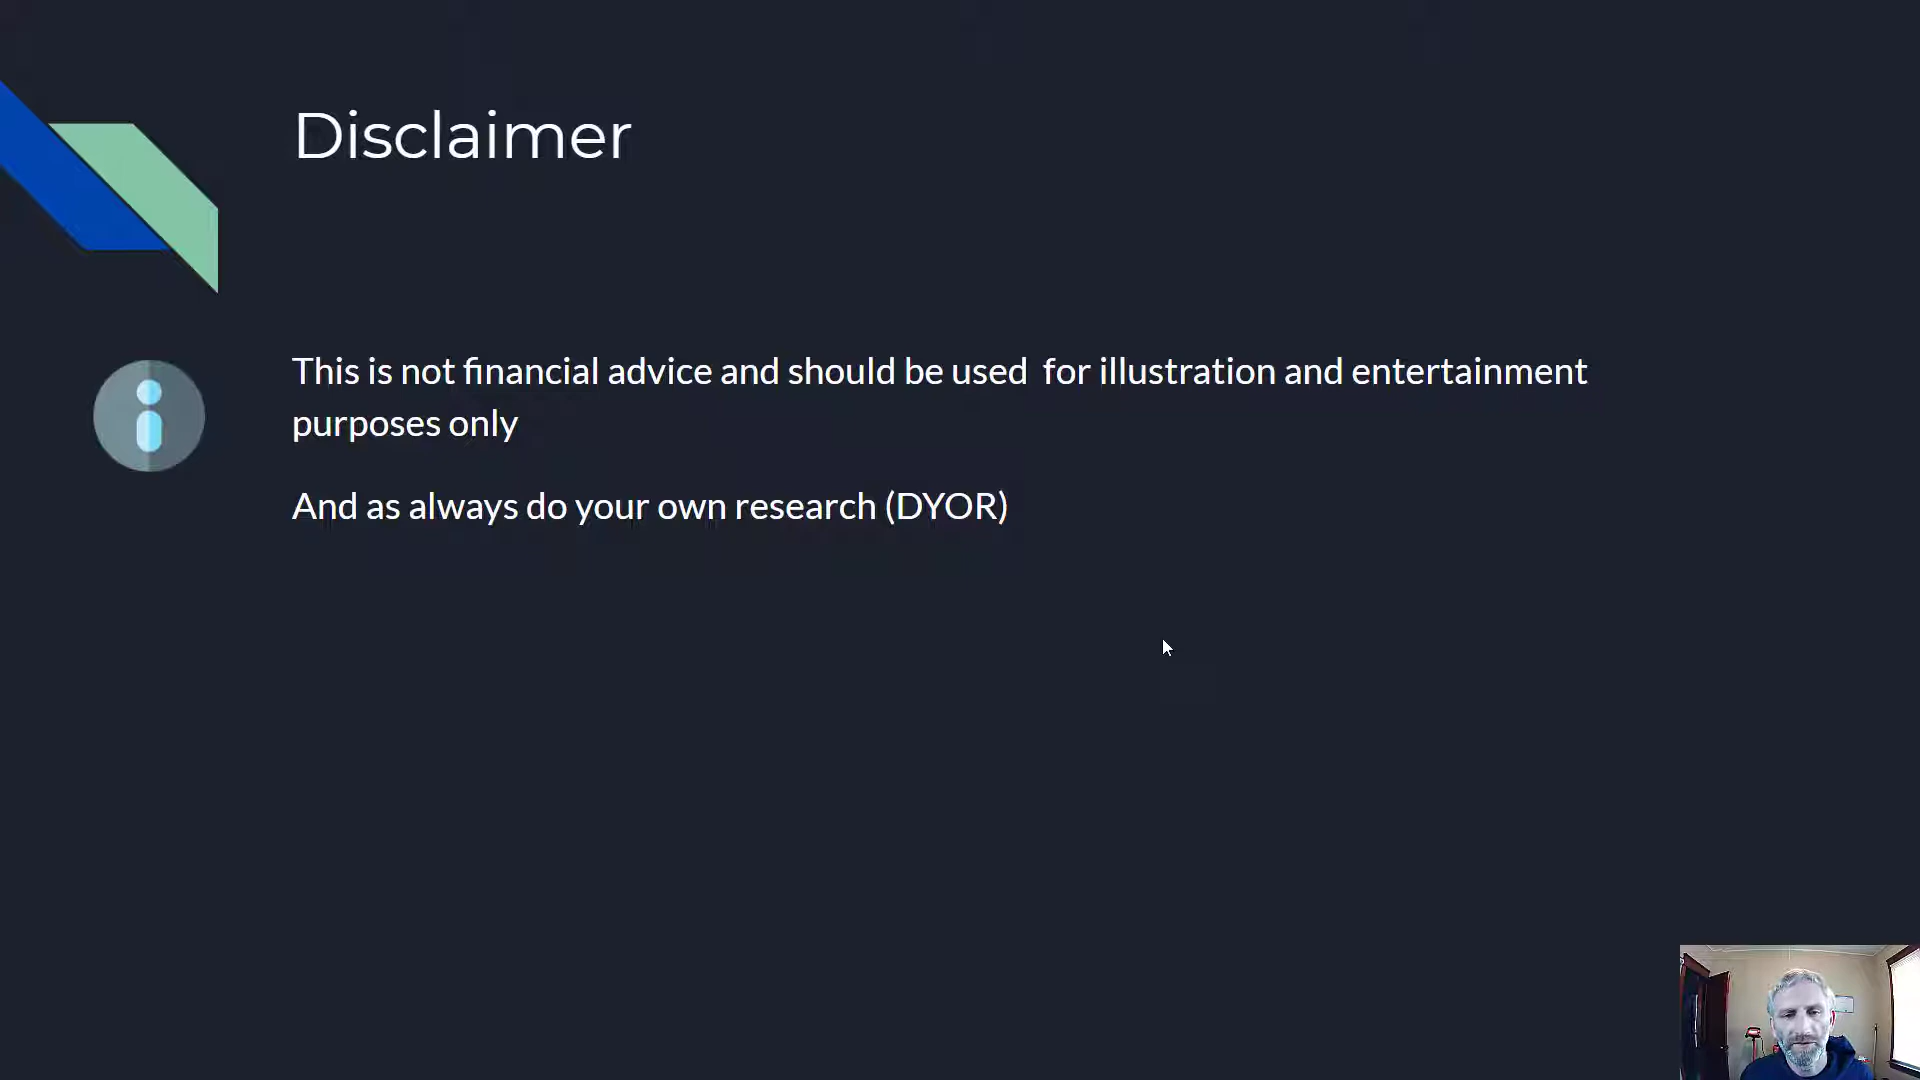 Disclaimer
This is not financial advice and should be used  for illustration and entertainment
purposes only
And as always do your own research (DYOR)